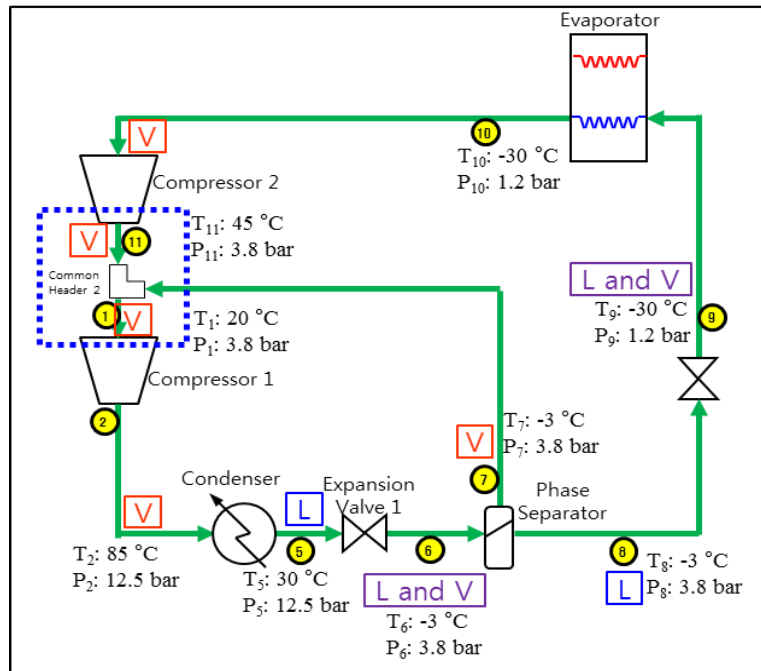 Evaporator
10
V
T10: -30 °C
P10: 1.2 bar
Compressor 2
V
11
T11: 45 °C
P11: 3.8 bar
Common
Header 2
L and V
T9: -30 °C
P9: 1.2 bar
9
1
V
T1: 20 °C
P1: 3.8 bar
Compressor 1
2
T7: -3 °C
P7: 3.8 bar
V
7
Condenser
L
Expansion
Valve 1
Phase
Separator
V
5
6
8
T2: 85 °C
P2: 12.5 bar
T5: 30 °C
P5: 12.5 bar
L and V
T6: -3 °C
P6: 3.8 bar
L
T8: -3 °C
P8: 3.8 bar